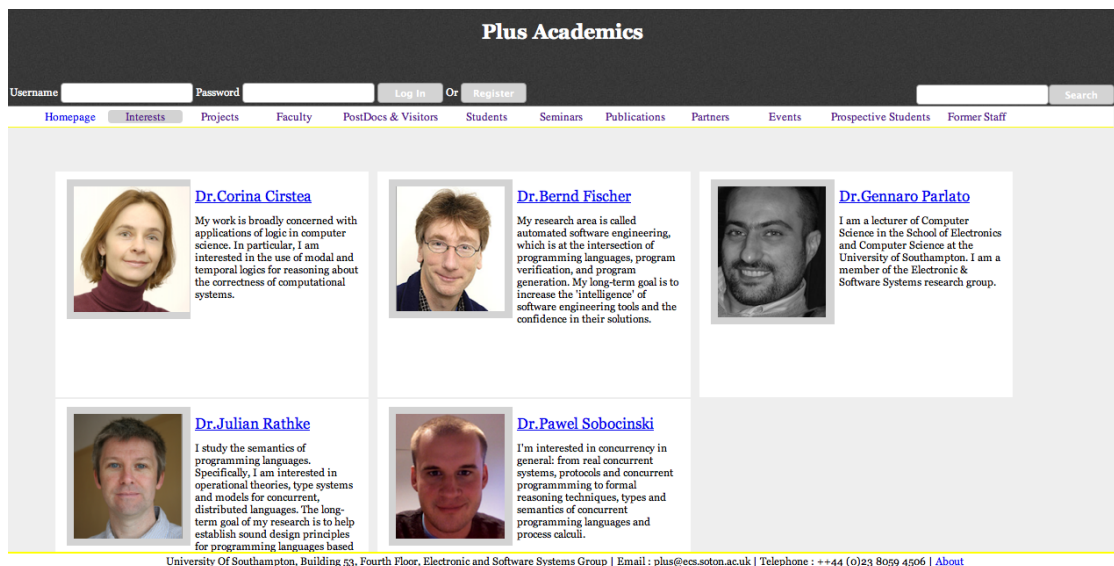 Plus Academics
Username Password Log In Or Register Search
Homepage Interests Projects Faculty PostDocs & Visitors Students Seminars Publications Partners Events Prospective Students Former Staff
Dr.Corina Cirstea
My work is broadly concerned with
applications of logic in computer
science. In particular, I am
interested in the use of modal and
temporal logics for reasoning about
the correctness of computational
systems.
Dr.Bernd Fischer
My research area is called
automated software engineering,
which is at the intersection of
programming languages, program
verification, and program
generation. My long-term goal is to
increase the 'intelligence' of
software engineering tools and the
confidence in their solutions.
Dr.Gennaro Parlato
I am a lecturer of Computer
Science in the School of Electronics
and Computer Science at the
University of Southampton. I am a
member of the Electronic &
Software Systems research group.
Dr.Julian Rathke
I study the semantics of
programming languages.
Specifically, I am interested in
operational theories, type systems
and models for concurrent,
distributed languages. The long-
term goal of my research is to help
establish sound design principles
for programming languages based
Dr.Pawel Sobocinski
I'm interested in concurrency in
general: from real concurrent
systems, protocols and concurrent
programmming to formal
reasoning techniques, types and
semantics of concurrent
programming languages and
process calculi.
University Of Southampton, Building 53, Fourth Floor, Electronic and Software Systems Group | Email : plus@ecs.soton.ac.uk | Telephone : ++44 (0)23 8059 4506 | About